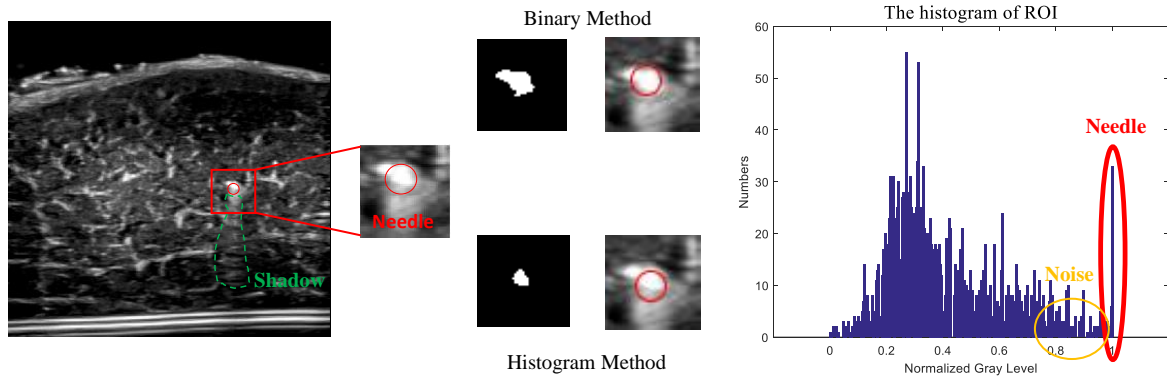 Binary Method
Needle
Shadow
Histogram Method
The histogram of ROI
60
50
40
30
20
10
0
Numbers
Needle
Noise
0
0.2
0.4
0.6
0.8
1
Normalized Gray Level